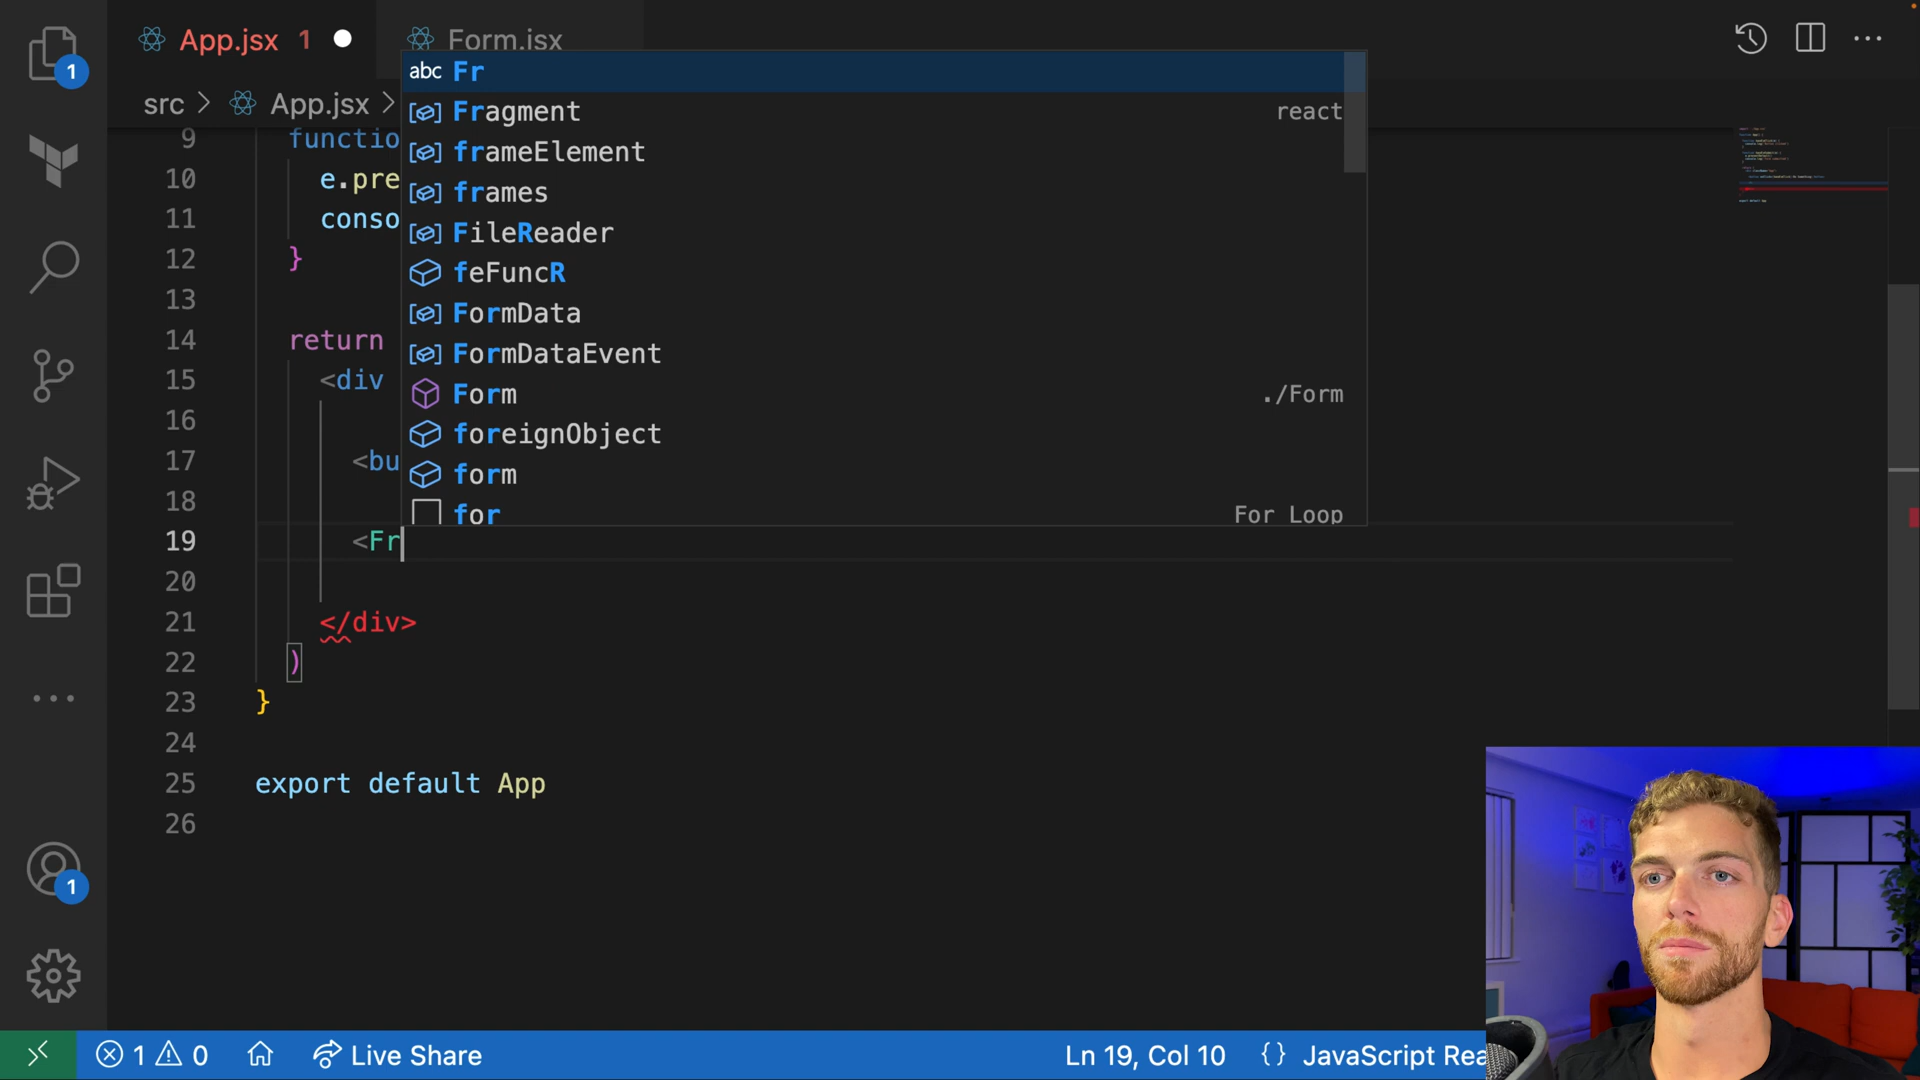 App.jsx 1
Form.jsx
1
src > App.jsx >
abc Fr
Fragment react
frameElement
frames
FileReader
feFuncR
FormData
FormDataEvent
Form ./Form
foreignObject
form
for For Loop
9 functio
10 e.pre
11 conso
12 }
13
14 return
15 <div
16
17 <bu
18
19 <Fr
20
21 </div>
22 )
23 }
24
25 export default App
26
1
1 0 Live Share Ln 19, Col 10 {} JavaScript Rea